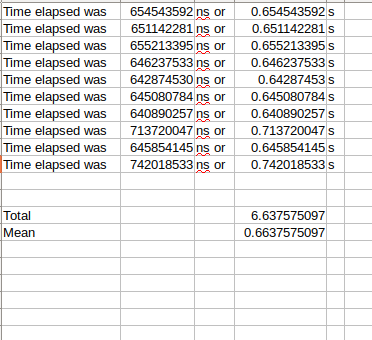 Time elapsed was 654543592 ns or 0.654543592 s
Time elapsed was 651142281 ns or 0.651142281 s
Time elapsed was 655213395 ns or 0.655213395 s
Time elapsed was 646237533 ns or 0.646237533 s
Time elapsed was 642874530 ns or 0.64287453 s
Time elapsed was 645080784 ns or 0.645080784 s
Time elapsed was 640890257 ns or 0.640890257 s
Time elapsed was 713720047 ns or 0.713720047 s
Time elapsed was 645854145 ns or 0.645854145 s
Time elapsed was 742018533 ns or 0.742018533 s
Total 6.637575097
Mean 0.6637575097